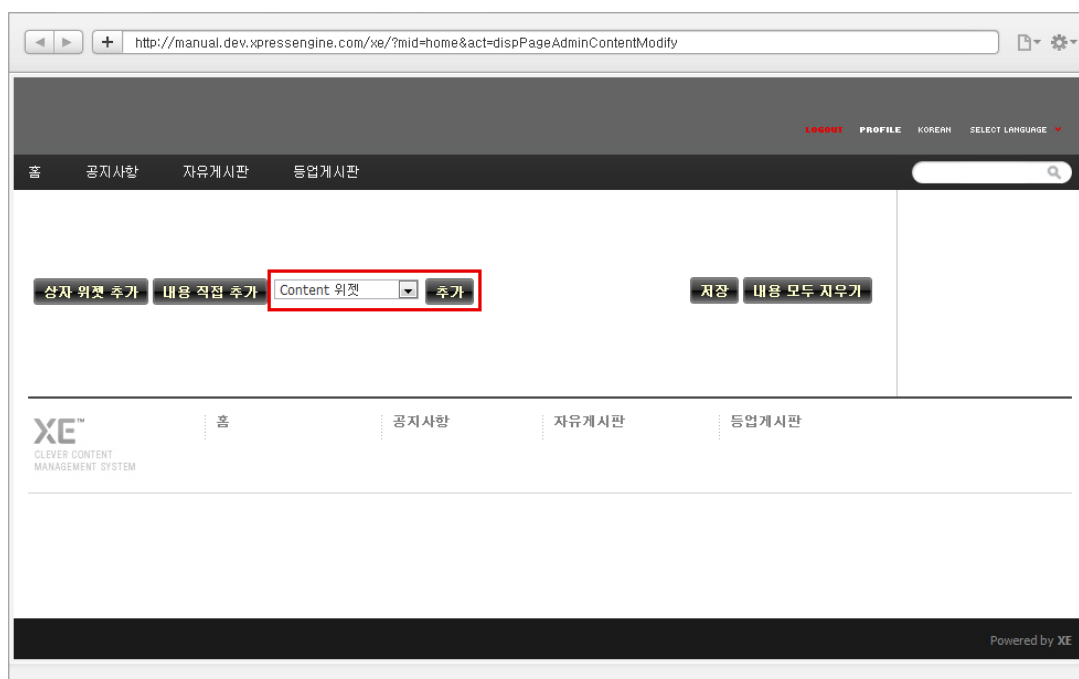 http://manual.dev.xpressengine.com/xe/?mid=home&act=dispPageAdminContentModify
LOGOUT PROFILE KOREAN SELECT LANGUAGE
홈 공지사항 자유게시판 등업게시판
상자 위젯 추가 내용 직접 추가 Content 위젯 추가 저장 내용 모두 지우기
XE™ 홈 공지사항 자유게시판 등업게시판
CLEVER CONTENT
MANAGEMENT SYSTEM
Powered by XE